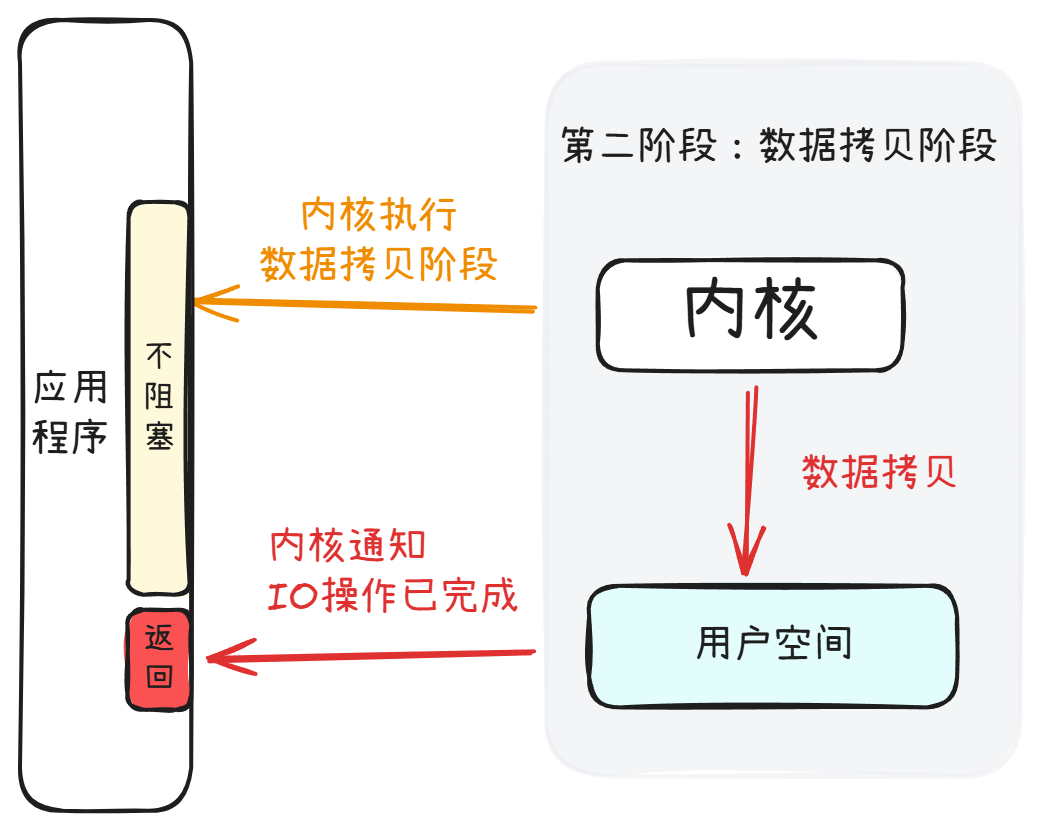 第二阶段：数据拷贝阶段
内核执行
数据拷贝阶段
内核
不
阻
塞
应用
程序
数据拷贝
内核通知
IO操作已完成
用户空间
返
回